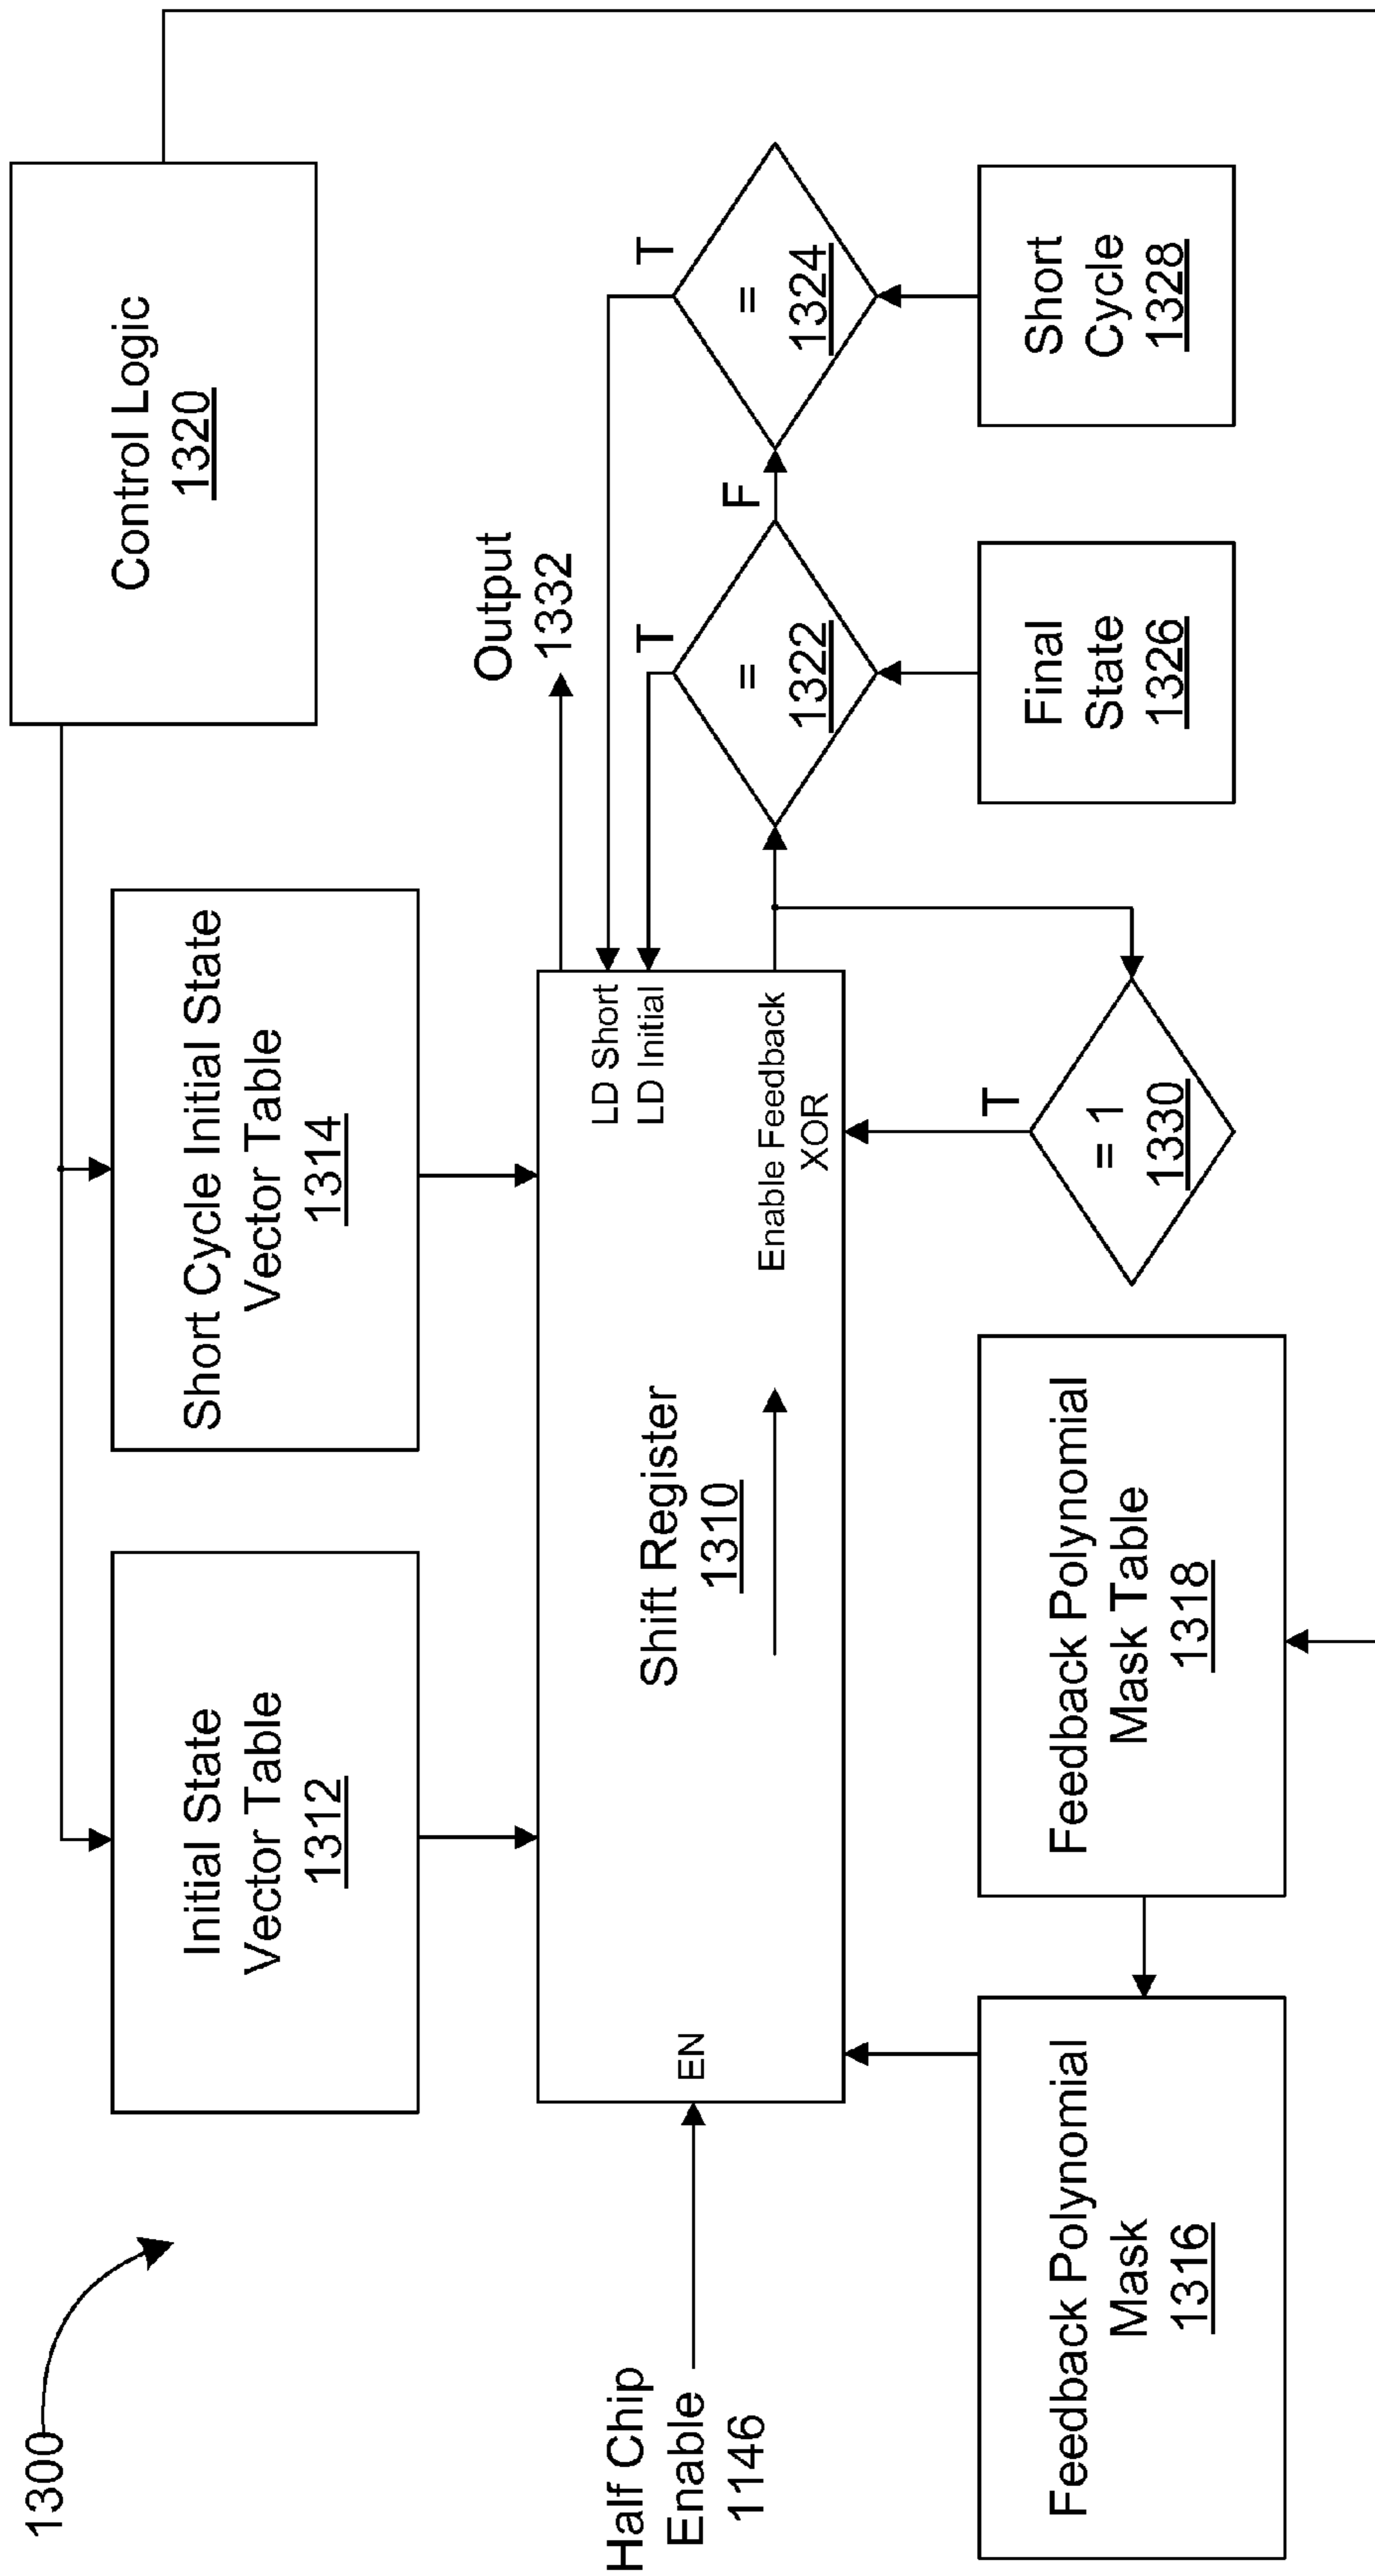 1300
Control Logic
1320
Initial State
Vector Table
1312
Short Cycle Initial State
Vector Table
1314
Output
1332
Half Chip
Enable
1146
EN
Shift Register
1310
LD Short
LD Initial
Enable Feedback
XOR
T
T
F
=
1322
=
1324
T
= 1
1330
Final
State
1326
Short
Cycle
1328
Feedback Polynomial
Mask
1316
Feedback Polynomial
Mask Table
1318